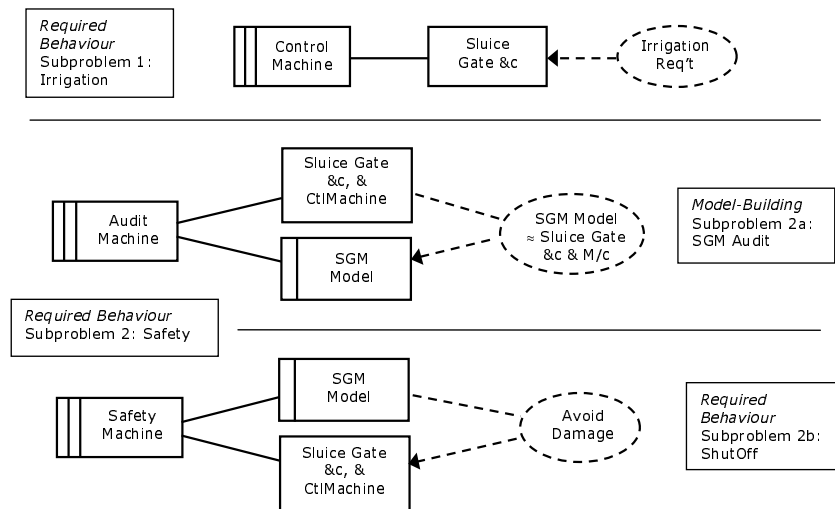 Required
Behaviour
Subproblem 1:
Irrigation
Control
Machine
Sluice
Gate &c
Irrigation
Req't
Sluice Gate
&c, &
CtlMachine
Audit
Machine
SGM
Model
SGM Model
≈ Sluice Gate
&c & M/c
Model-Building
Subproblem 2a:
SGM Audit
Required Behaviour
Subproblem 2: Safety
SGM
Model
Safety
Machine
Sluice Gate
&c, &
CtlMachine
Avoid
Damage
Required
Behaviour
Subproblem 2b:
ShutOff